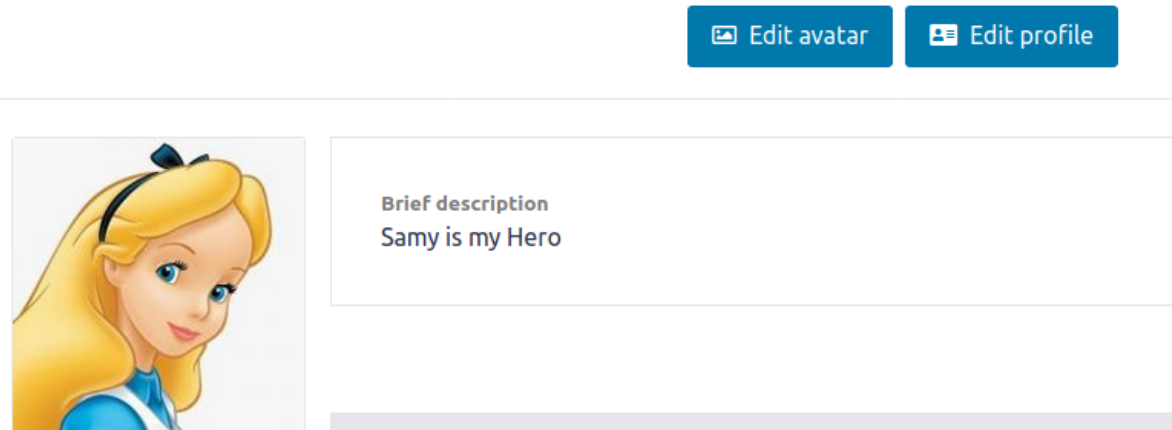 Edit avatar
Edit profile
Brief description
Samy is my Hero